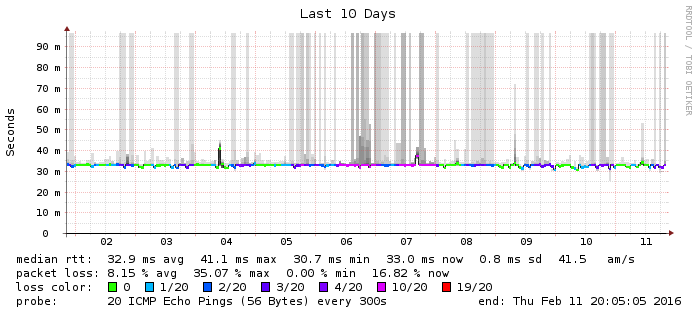 Last 10 Days
RRDTOOL / TOBI OETIKER
Seconds
90 m
80 m
70 m
60 m
50 m
40 m
30 m
20 m
10 m
0
02 03 04 05 06 07 08 09 10 11
median rtt: 32.9 ms avg 41.1 ms max 30.7 ms min 33.0 ms now 0.8 ms sd 41.5 am/s
packet loss: 8.15 % avg 35.07 % max 0.00 % min 16.82 % now
loss color: 0 1/20 2/20 3/20 4/20 10/20 19/20
probe: 20 ICMP Echo Pings (56 Bytes) every 300s end: Thu Feb 11 20:05:05 2016